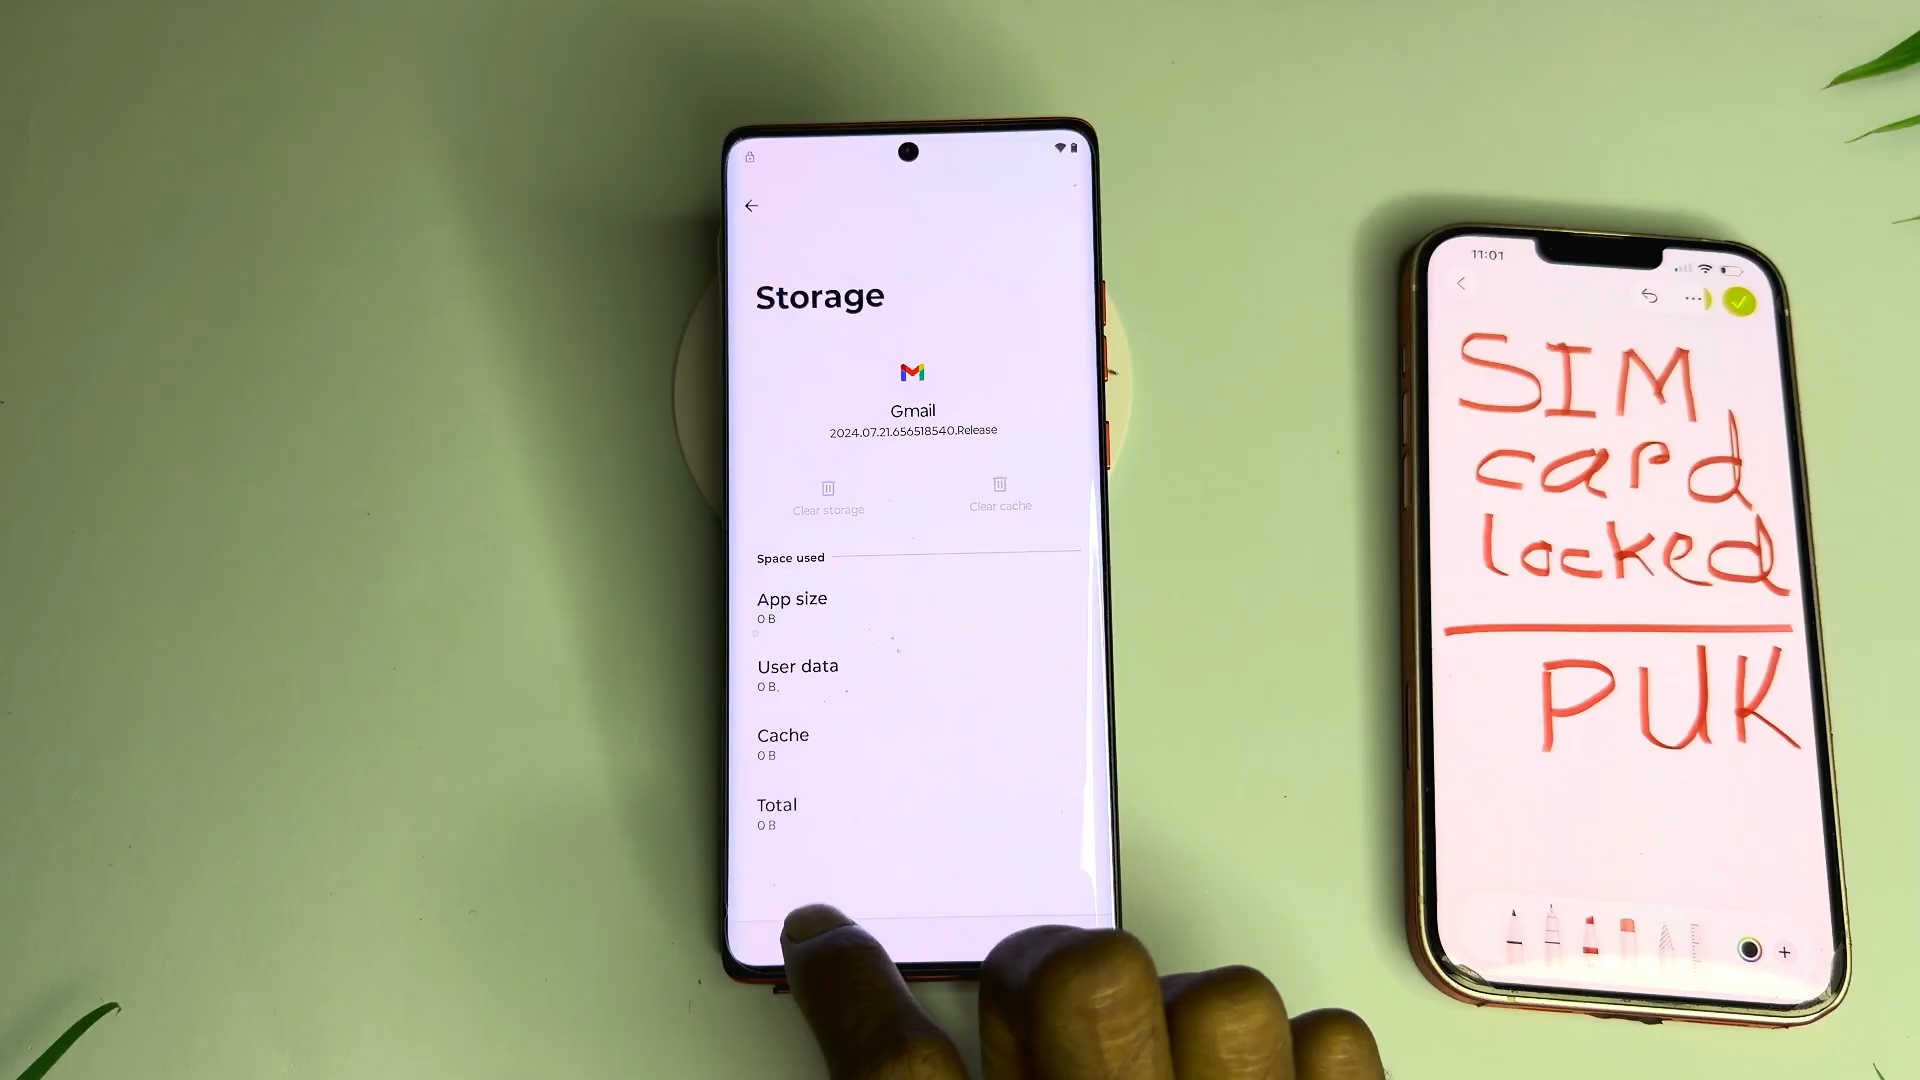 Storage
Gmail
2024.07.21.656518540.Release
Clear storage
Clear cache
Space used
App size
0 B
User data
0 B
Cache
0 B
Total
0 B
11:01
SIM
card
locked
PUK